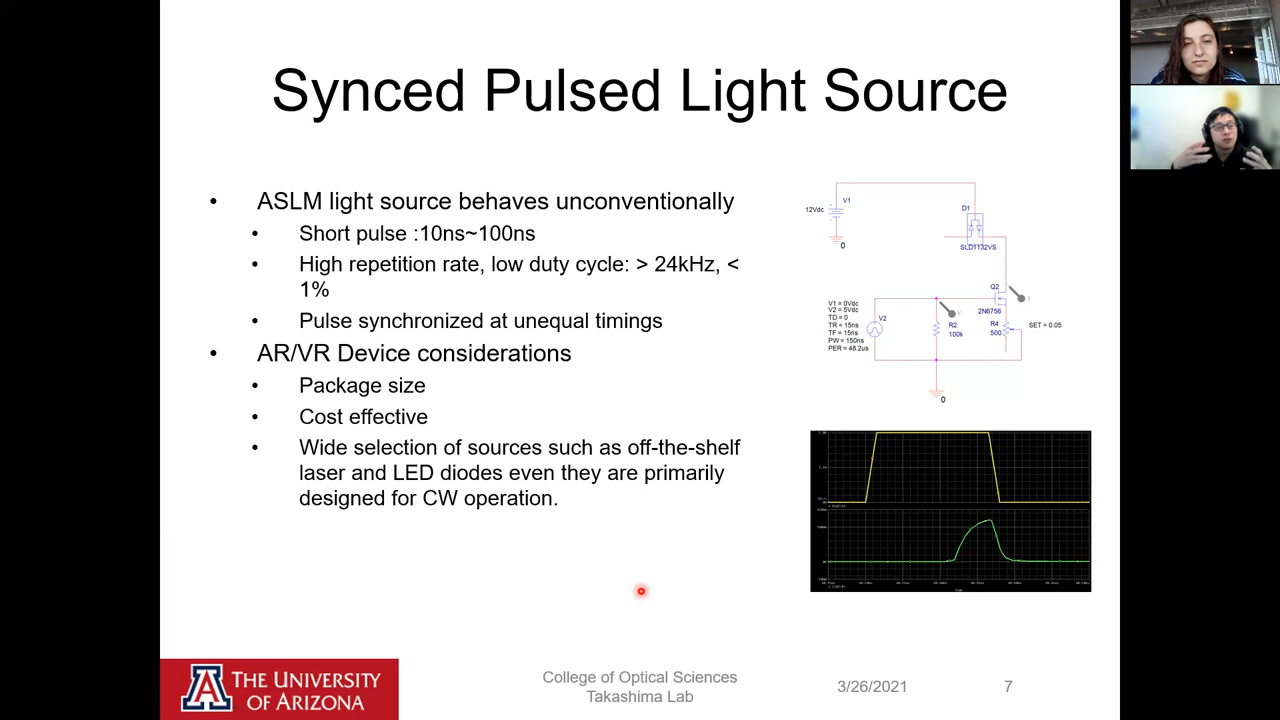 Synced Pulsed Light Source
• ASLM light source behaves unconventionally
• Short pulse :10ns~100ns
• High repetition rate, low duty cycle: > 24kHz, <
1%
• Pulse synchronized at unequal timings
• AR/VR Device considerations
• Package size
• Cost effective
• Wide selection of sources such as off-the-shelf
laser and LED diodes even they are primarily
designed for CW operation.
V1
12Vdc
0
D1
SLD1132VS
Q2
2N6756
V1 = 0Vdc
V2 = 5Vdc
TD = 0
TR = 15ns
TF = 15ns
PW = 150ns
PER = 48.2us
V2
R2
100k
R4
500
SET = 0.05
0
THE UNIVERSITY
OF ARIZONA
College of Optical Sciences
Takashima Lab
3/26/2021
7